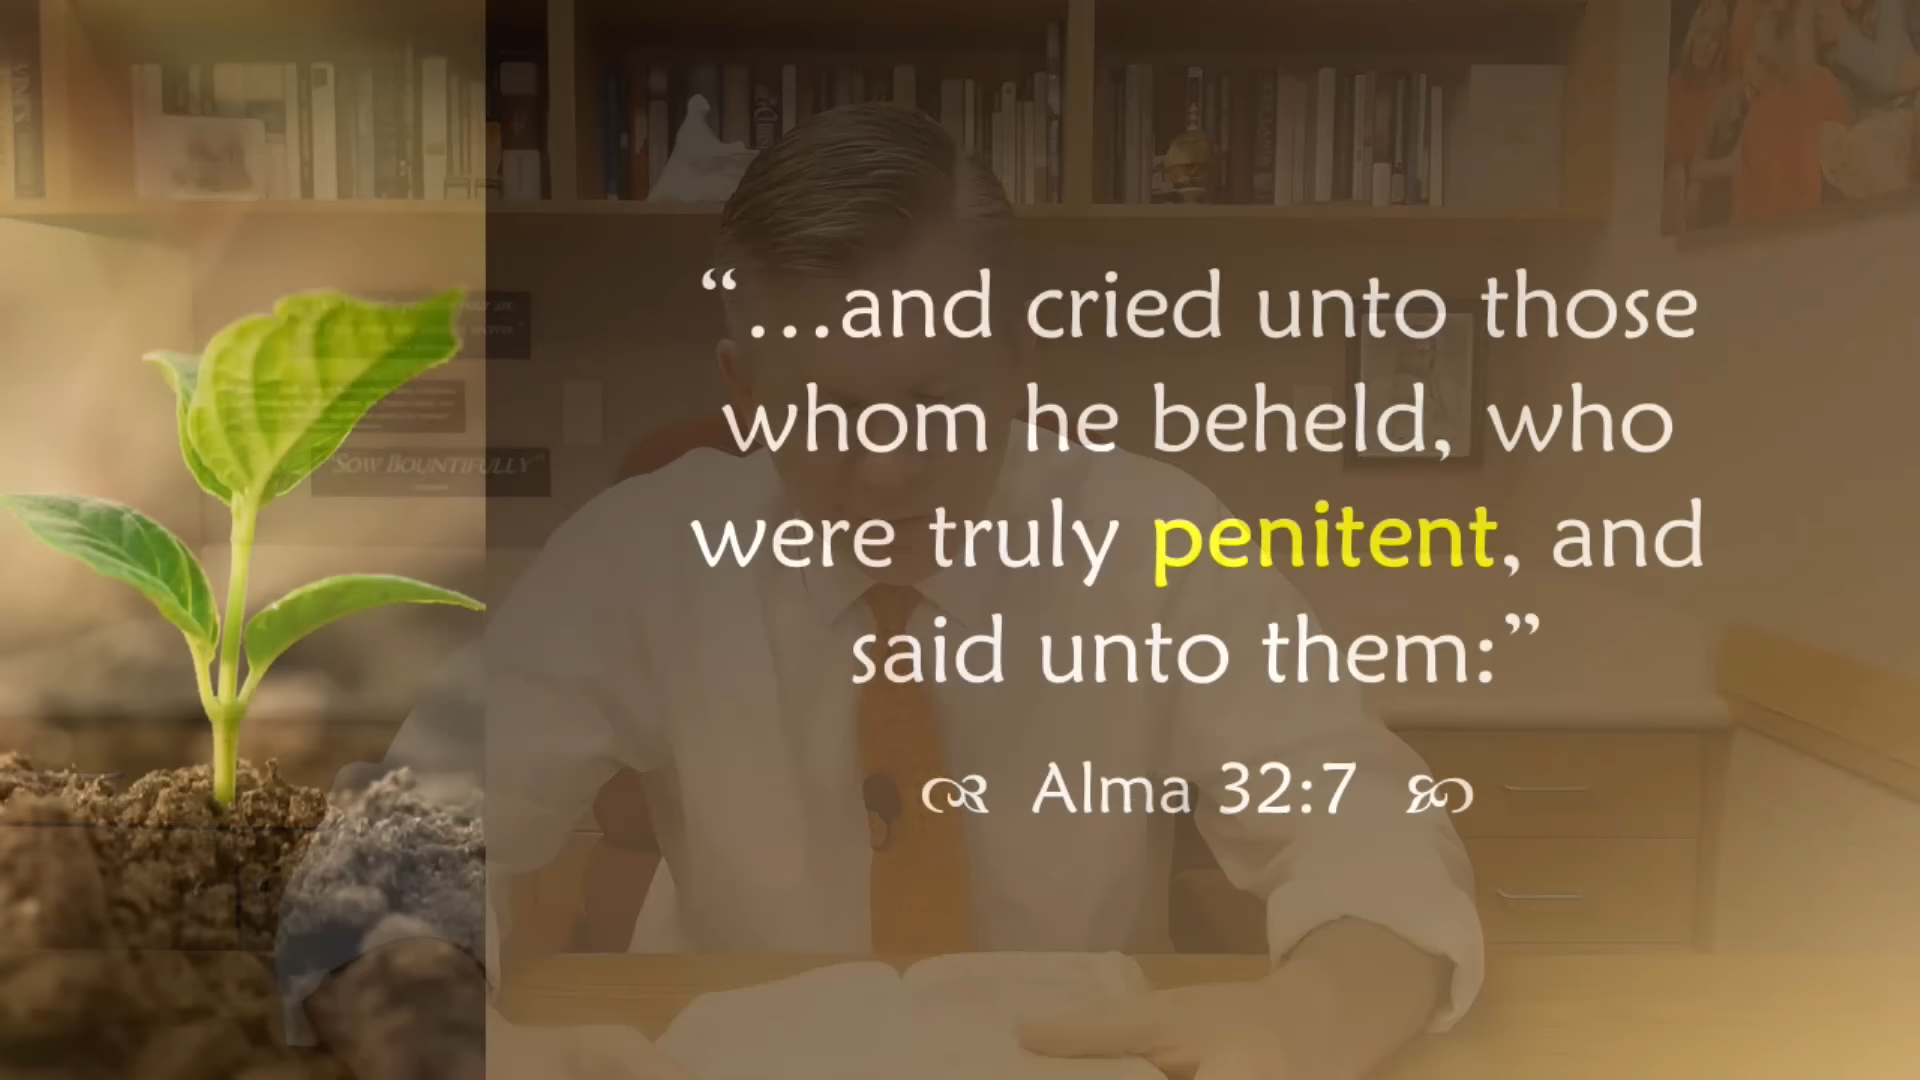 “…and cried unto those
whom he beheld, who
were truly penitent, and
said unto them:”
Alma 32:7
"Sow Bountifully"